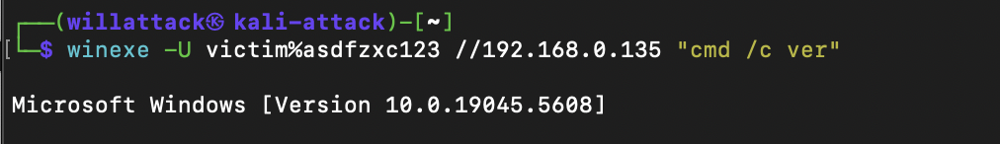 ┌──(willattack㉿ kali-attack)-[~]
└─$ winexe -U victim%asdfzxc123 //192.168.0.135 "cmd /c ver"
Microsoft Windows [Version 10.0.19045.5608]